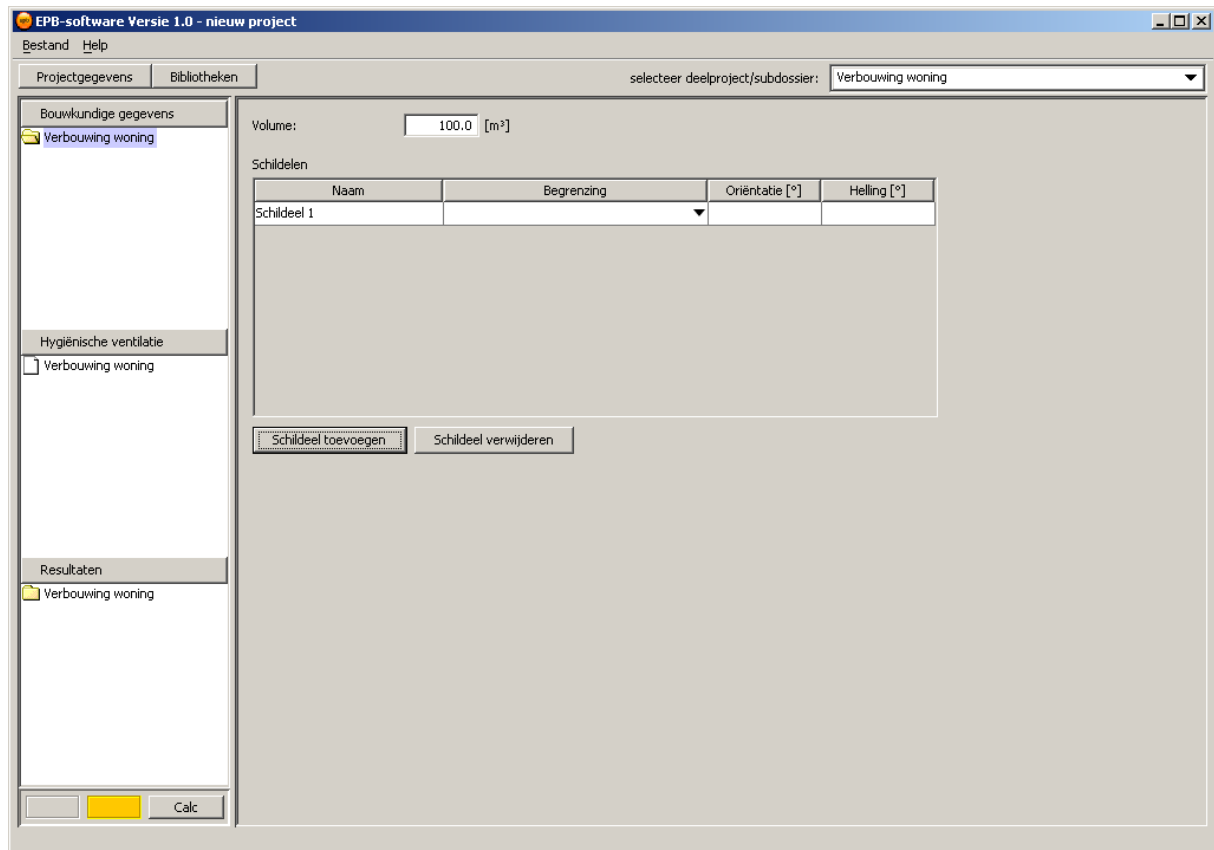 EPB-software Versie 1.0 - nieuw project
Bestand Help
Projectgegevens Bibliotheken selecteer deelproject/subdossier: Verbouwing woning
Bouwkundige gegevens
Verbouwing woning
Volume: 100.0 [m³]
Schildelen
Naam Begrenzing Oriëntatie [°] Helling [°]
Schildeel 1
Schildeel toevoegen Schildeel verwijderen
Hygiënische ventilatie
Verbouwing woning
Resultaten
Verbouwing woning
Calc